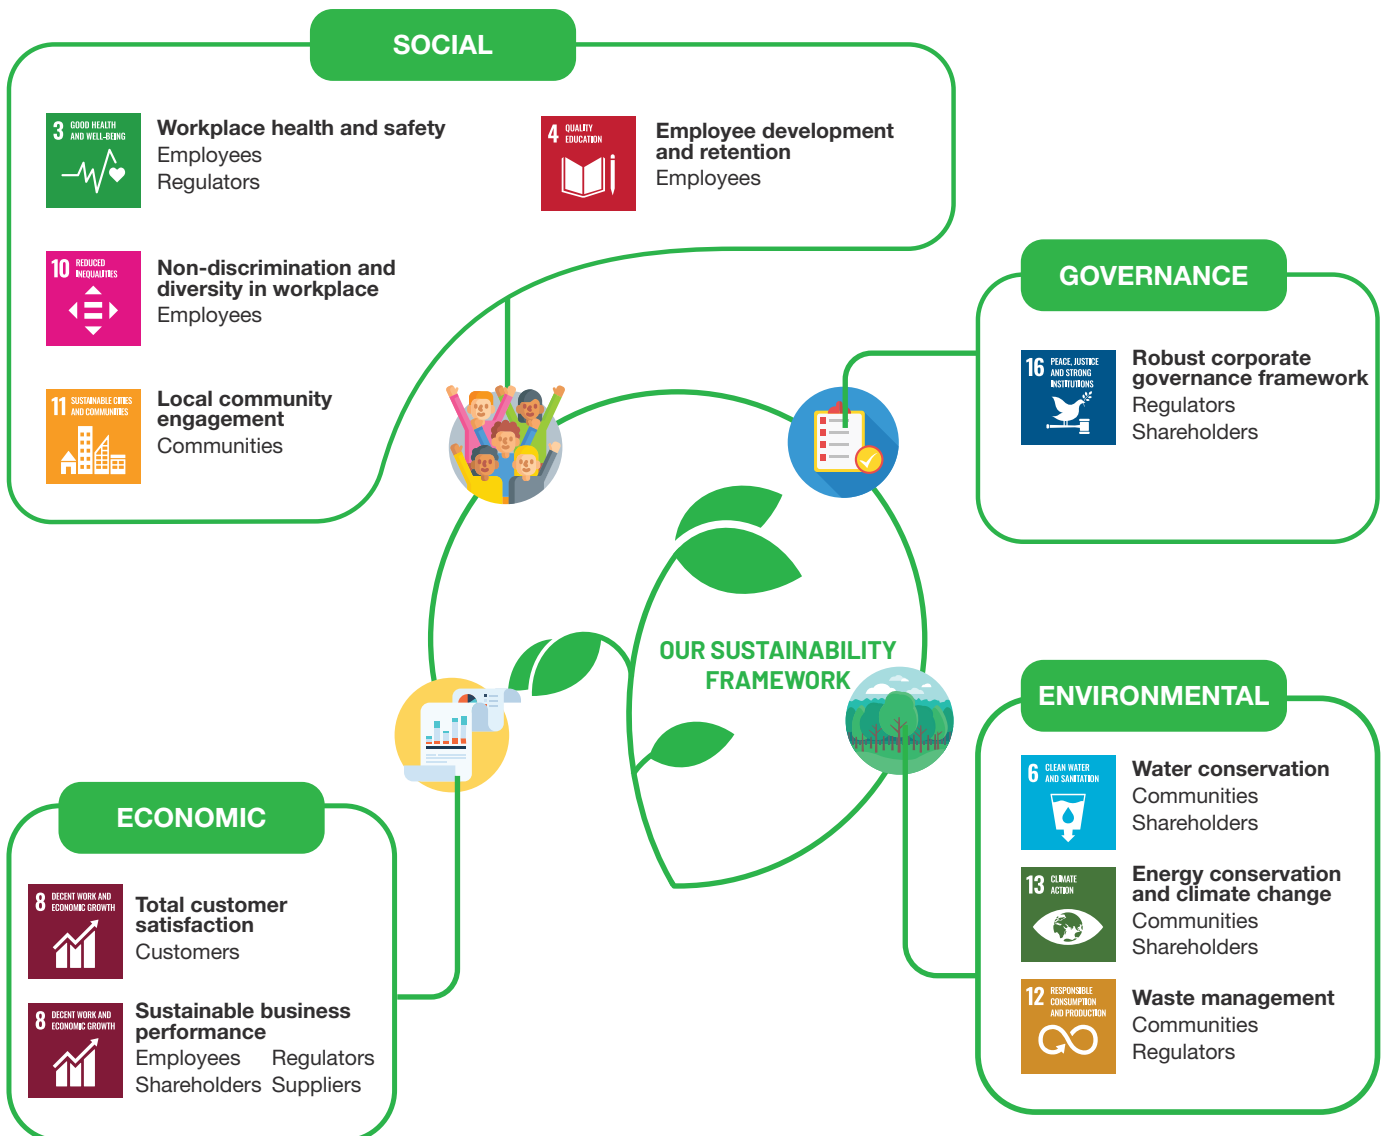 SOCIAL
3 GOOD HEALTH
AND WELL-BEING
Workplace health and safety
Employees
Regulators
4 QUALITY
EDUCATION
Employee development
and retention
Employees
10 REDUCED
INEQUALITIES
Non-discrimination and
diversity in workplace
Employees
11 SUSTAINABLE CITIES
AND COMMUNITIES
Local community
engagement
Communities
GOVERNANCE
16 PEACE, JUSTICE
AND STRONG
INSTITUTIONS
Robust corporate
governance framework
Regulators
Shareholders
OUR SUSTAINABILITY
FRAMEWORK
ECONOMIC
8 DECENT WORK AND
ECONOMIC GROWTH
Total customer
satisfaction
Customers
8 DECENT WORK AND
ECONOMIC GROWTH
Sustainable business
performance
Employees Regulators
Shareholders Suppliers
ENVIRONMENTAL
6 CLEAN WATER
AND SANITATION
Water conservation
Communities
Shareholders
13 CLIMATE
ACTION
Energy conservation
and climate change
Communities
Shareholders
12 RESPONSIBLE
CONSUMPTION
AND PRODUCTION
Waste management
Communities
Regulators